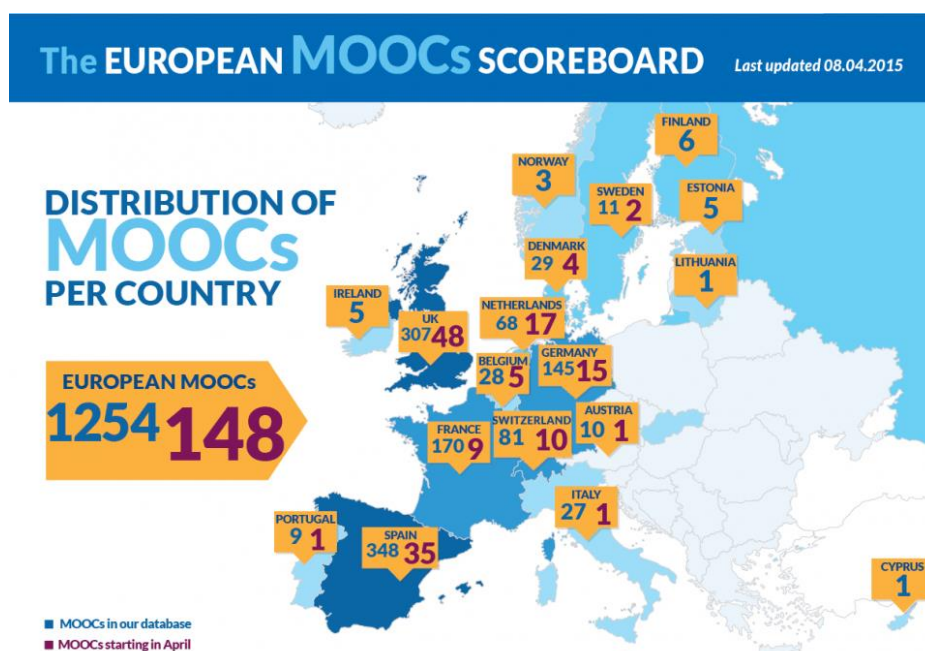 The EUROPEAN MOOCs SCOREBOARD
Last updated 08.04.2015
DISTRIBUTION OF
MOOCs
PER COUNTRY
EUROPEAN MOOCs
1254 148
FINLAND
6
NORWAY
3
SWEDEN
11 2
ESTONIA
5
DENMARK
29 4
LITHUANIA
1
IRELAND
5
UK
307 48
NETHERLANDS
68 17
BELGIUM
28 5
GERMANY
145 15
FRANCE
170 9
SWITZERLAND
81 10
AUSTRIA
10 1
ITALY
27 1
PORTUGAL
9 1
SPAIN
348 35
CYPRUS
1
MOOCs in our database
MOOCs starting in April